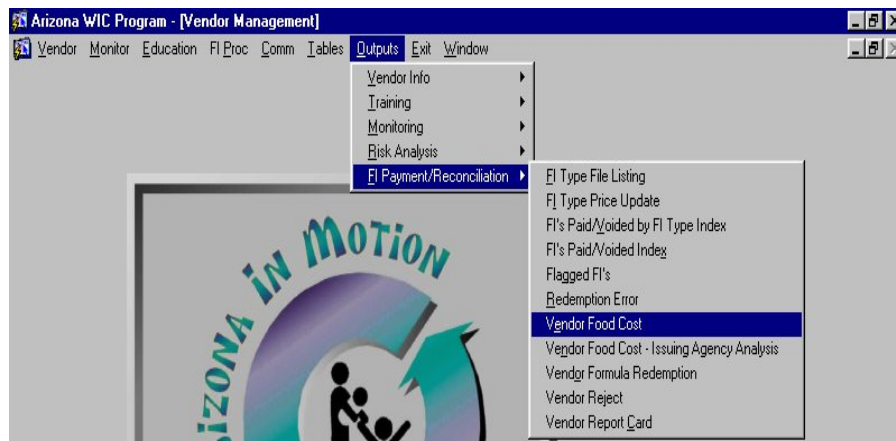 Arizona WIC Program - [Vendor Management]
Vendor Monitor Education FI Proc Comm Tables Outputs Exit Window
Vendor Info
Training
Monitoring
Risk Analysis
FI Payment/Reconciliation
FI Type File Listing
FI Type Price Update
FI's Paid/Voided by FI Type Index
FI's Paid/Voided Index
Flagged FI's
Redemption Error
Vendor Food Cost
Vendor Food Cost - Issuing Agency Analysis
Vendor Formula Redemption
Vendor Reject
Vendor Report Card
izona in Motion